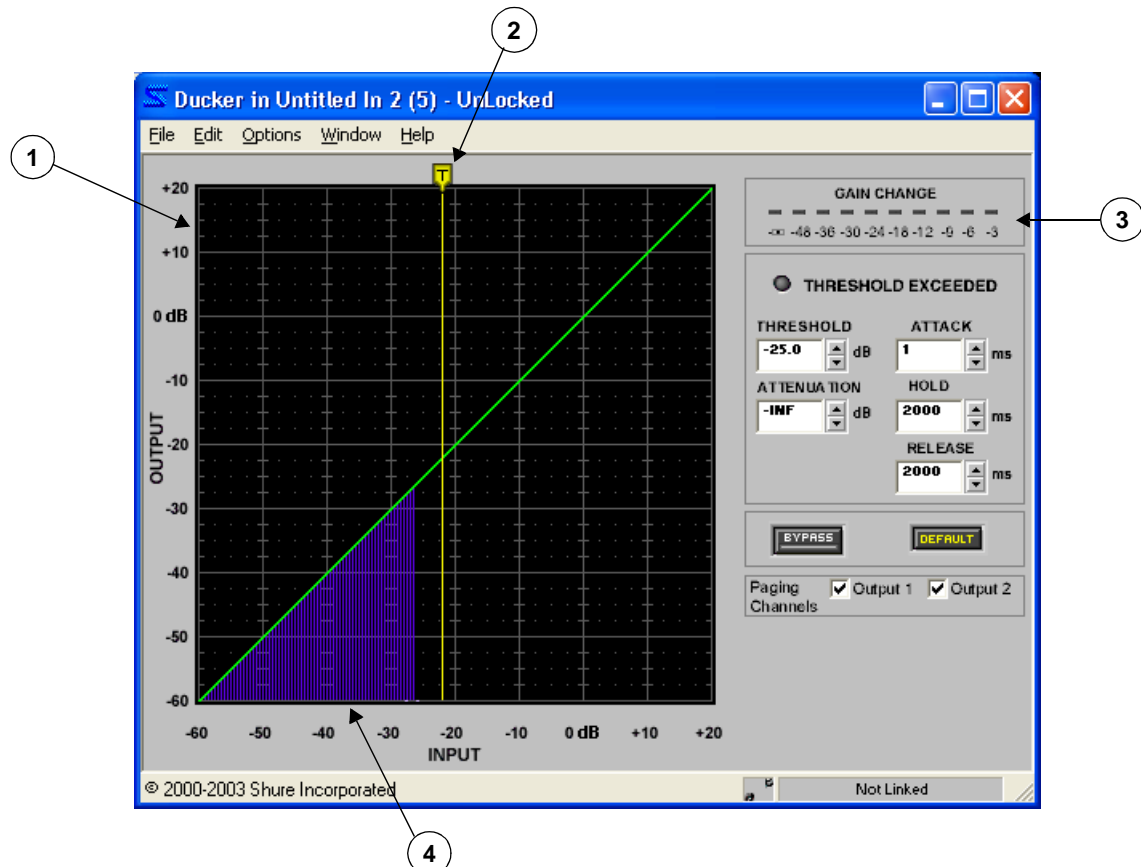 2
Ducker in Untitled In 2 (5) - UnLocked
File Edit Options Window Help
1
T
+20
+10
0 dB
-10
-20
-30
-40
-50
-60
OUTPUT
-60 -50 -40 -30 -20 -10 0 dB +10 +20
INPUT
GAIN CHANGE
-∞ -48 -36 -30 -24 -18 -12 -9 -6 -3
3
THRESHOLD EXCEEDED
THRESHOLD ATTACK
-25.0 dB 1 ms
ATTENUATION HOLD
-INF dB 2000 ms
RELEASE
2000 ms
BYPASS DEFAULT
Paging Channels Output 1 Output 2
© 2000-2003 Shure Incorporated
Not Linked
4